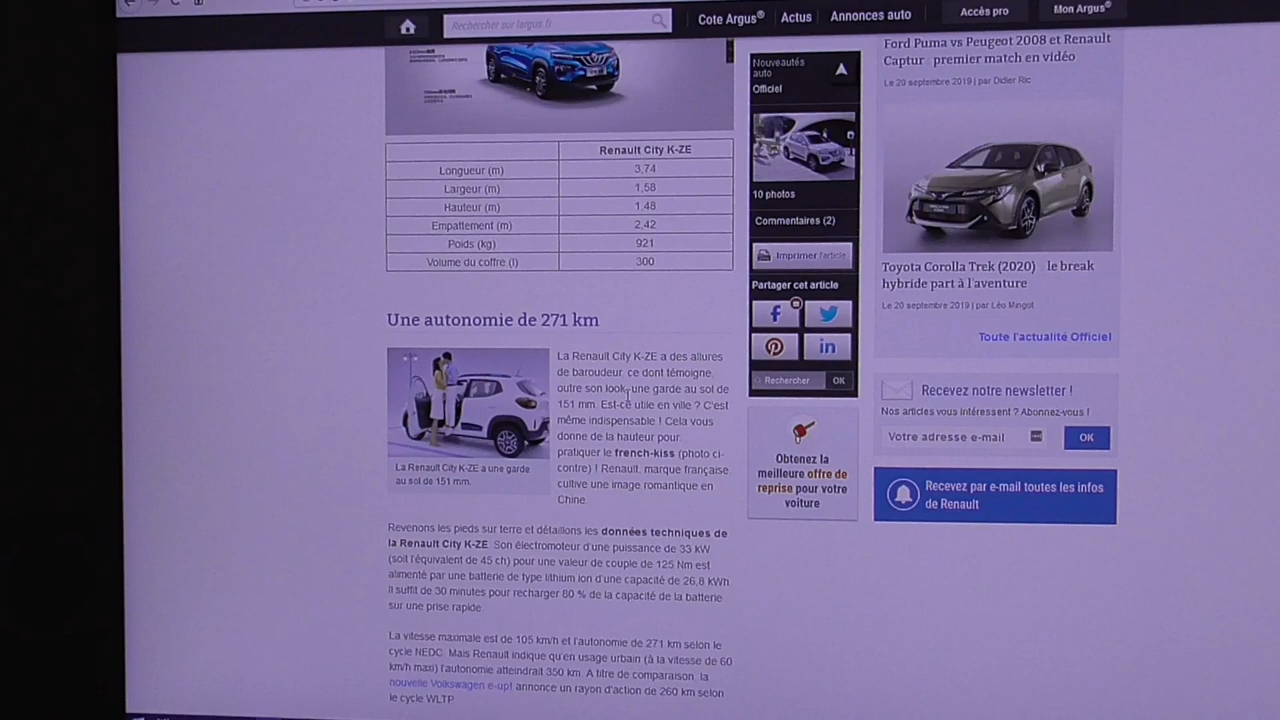 Rechercher sur largus.fr
Cote Argus®
Actus
Annonces auto
Accès pro
Mon Argus®
Renault City K-ZE
Longueur (m) 3,74
Largeur (m) 1,58
Hauteur (m) 1,48
Empattement (m) 2,42
Poids (kg) 921
Volume du coffre (l) 300
Une autonomie de 271 km
La Renault City K-ZE a une garde
au sol de 151 mm.
La Renault City K-ZE a des allures
de baroudeur, ce dont témoigne,
outre son look, une garde au sol de
151 mm. Est-ce utile en ville ? C'est
même indispensable ! Cela vous
donne de la hauteur pour
pratiquer le french-kiss (photo ci-
contre) ! Renault, marque française
cultive une image romantique en
Chine.
Revenons les pieds sur terre et détaillons les données techniques de
la Renault City K-ZE. Son électromoteur d'une puissance de 33 kW
(soit l'équivalent de 45 ch) pour une valeur de couple de 125 Nm est
alimenté par une batterie de type lithium ion d'une capacité de 26,8 kWh.
Il suffit de 30 minutes pour recharger 80 % de la capacité de la batterie
sur une prise rapide.
La vitesse maximale est de 105 km/h et l'autonomie de 271 km selon le
cycle NEDC. Mais Renault indique qu'en usage urbain (à la vitesse de 60
km/h maxi) l'autonomie atteindrait 350 km. A titre de comparaison, la
nouvelle Volkswagen e-up! annonce un rayon d'action de 260 km selon
le cycle WLTP.
Nouveautés
auto
Officiel
10 photos
Commentaires (2)
Imprimer l'article
Partager cet article
Rechercher OK
Obtenez la
meilleure offre de
reprise pour votre
voiture
Ford Puma vs Peugeot 2008 et Renault
Captur premier match en vidéo
Le 20 septembre 2019 | par Didier Ric
Toyota Corolla Trek (2020) le break
hybride part à l'aventure
Le 20 septembre 2019 | par Léo Mingot
Toute l'actualité Officiel
Recevez notre newsletter !
Nos articles vous intéressent ? Abonnez-vous !
Votre adresse e-mail OK
Recevez par e-mail toutes les infos
de Renault